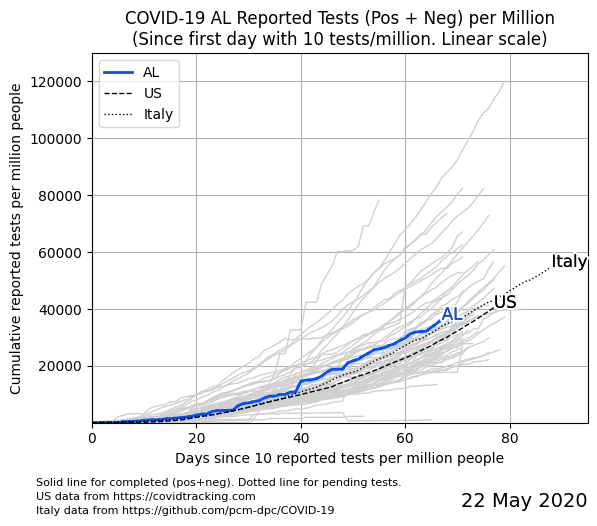 COVID-19 AL Reported Tests (Pos + Neg) per Million
(Since first day with 10 tests/million. Linear scale)
AL
US
Italy
Cumulative reported tests per million people
120000
100000
80000
60000
40000
20000
Italy
US
AL
0 20 40 60 80
Days since 10 reported tests per million people
Solid line for completed (pos+neg). Dotted line for pending tests.
US data from https://covidtracking.com
Italy data from https://github.com/pcm-dpc/COVID-19
22 May 2020